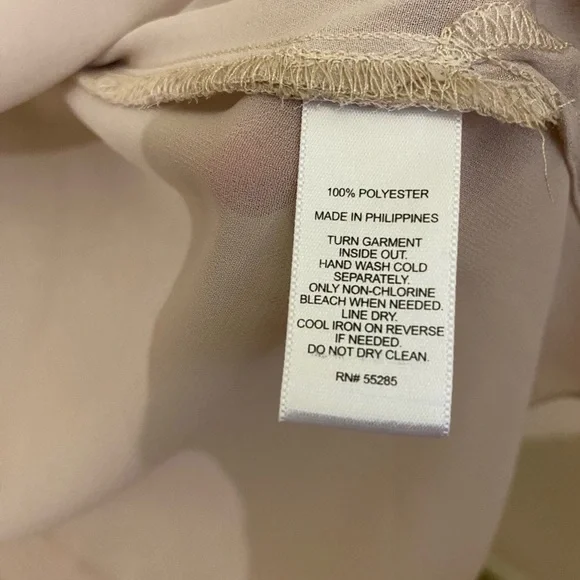 100% POLYESTER
MADE IN PHILIPPINES
TURN GARMENT
INSIDE OUT.
HAND WASH COLD
SEPARATELY.
ONLY NON-CHLORINE
BLEACH WHEN NEEDED.
LINE DRY.
COOL IRON ON REVERSE
IF NEEDED.
DO NOT DRY CLEAN.
RN# 55285